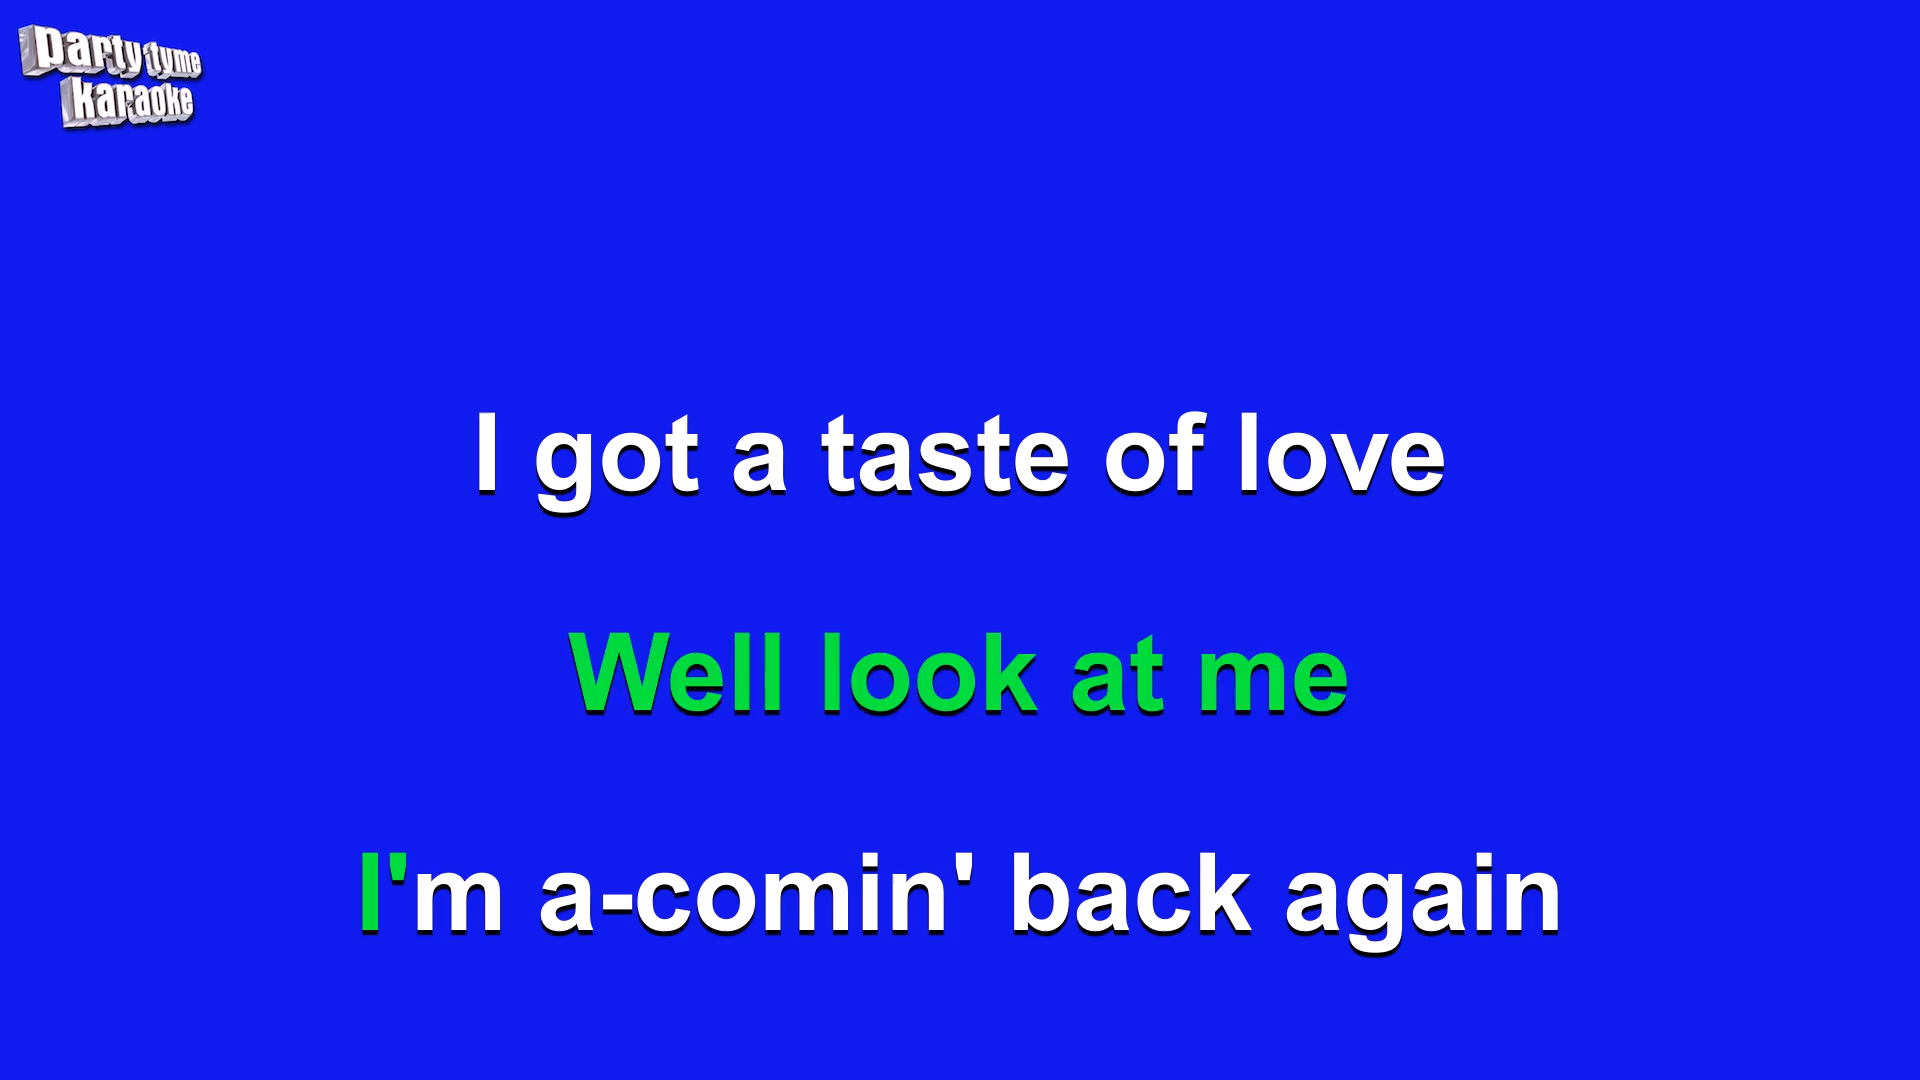 party tyme
karaoke
I got a taste of love
Well look at me
I'm a-comin' back again